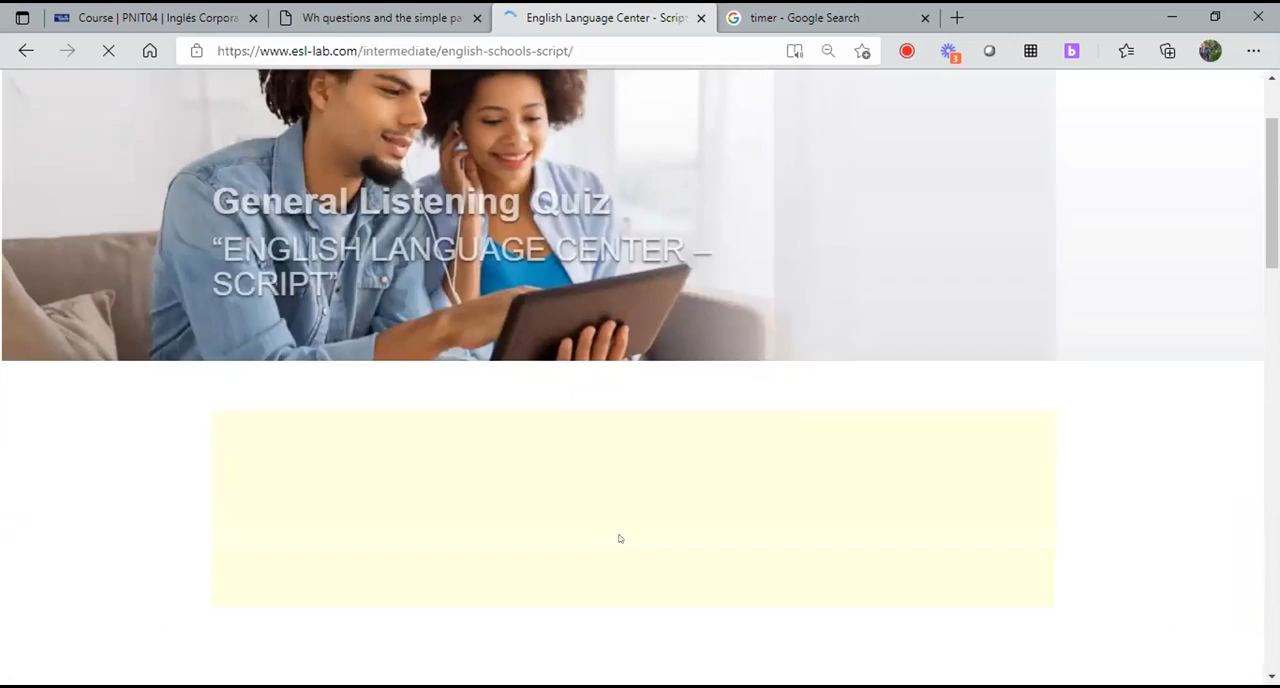 Course | PNIT04 | Inglés Corpora
Wh questions and the simple pa
English Language Center - Script
timer - Google Search
https://www.esl-lab.com/intermediate/english-schools-script/
3
b
General Listening Quiz
“ENGLISH LANGUAGE CENTER –
SCRIPT”